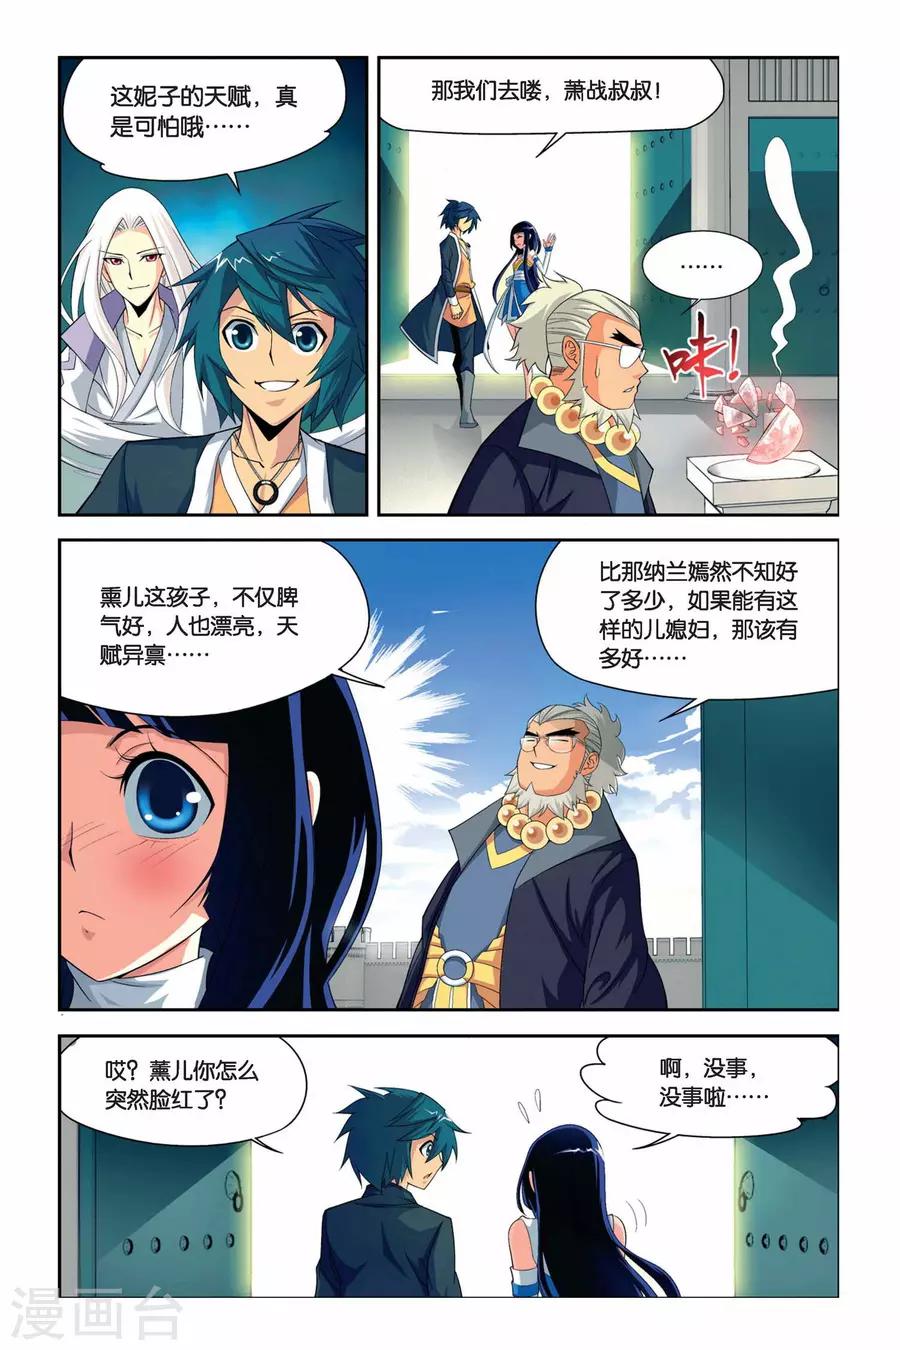 这妮子的天赋，真
是可怕哦……
那我们去喽，萧战叔叔！
……
咔！
熏儿这孩子，不仅脾
气好，人也漂亮，天
赋异禀……
比那纳兰嫣然不知好
了多少，如果能有这
样的儿媳妇，那该有
多好……
哎？薰儿你怎么
突然脸红了？
啊，没事，
没事啦……
漫画台